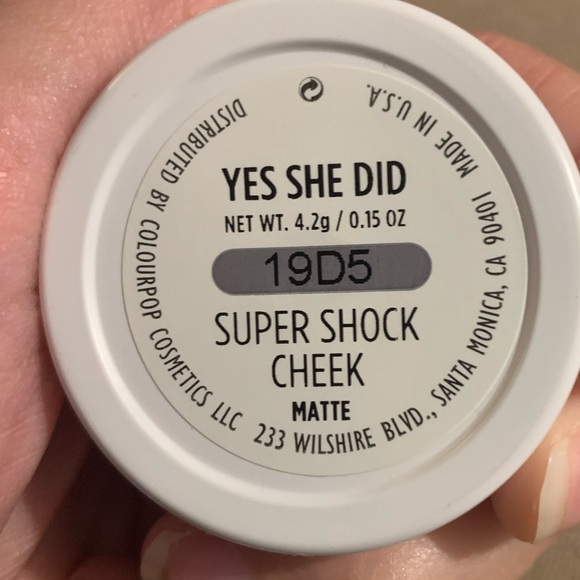 YES SHE DID
NET WT. 4.2g / 0.15 OZ
19D5
SUPER SHOCK
CHEEK
MATTE
DISTRIBUTED BY COLOURPOP COSMETICS LLC 233 WILSHIRE BLVD., SANTA MONICA, CA 90401 MADE IN U.S.A.